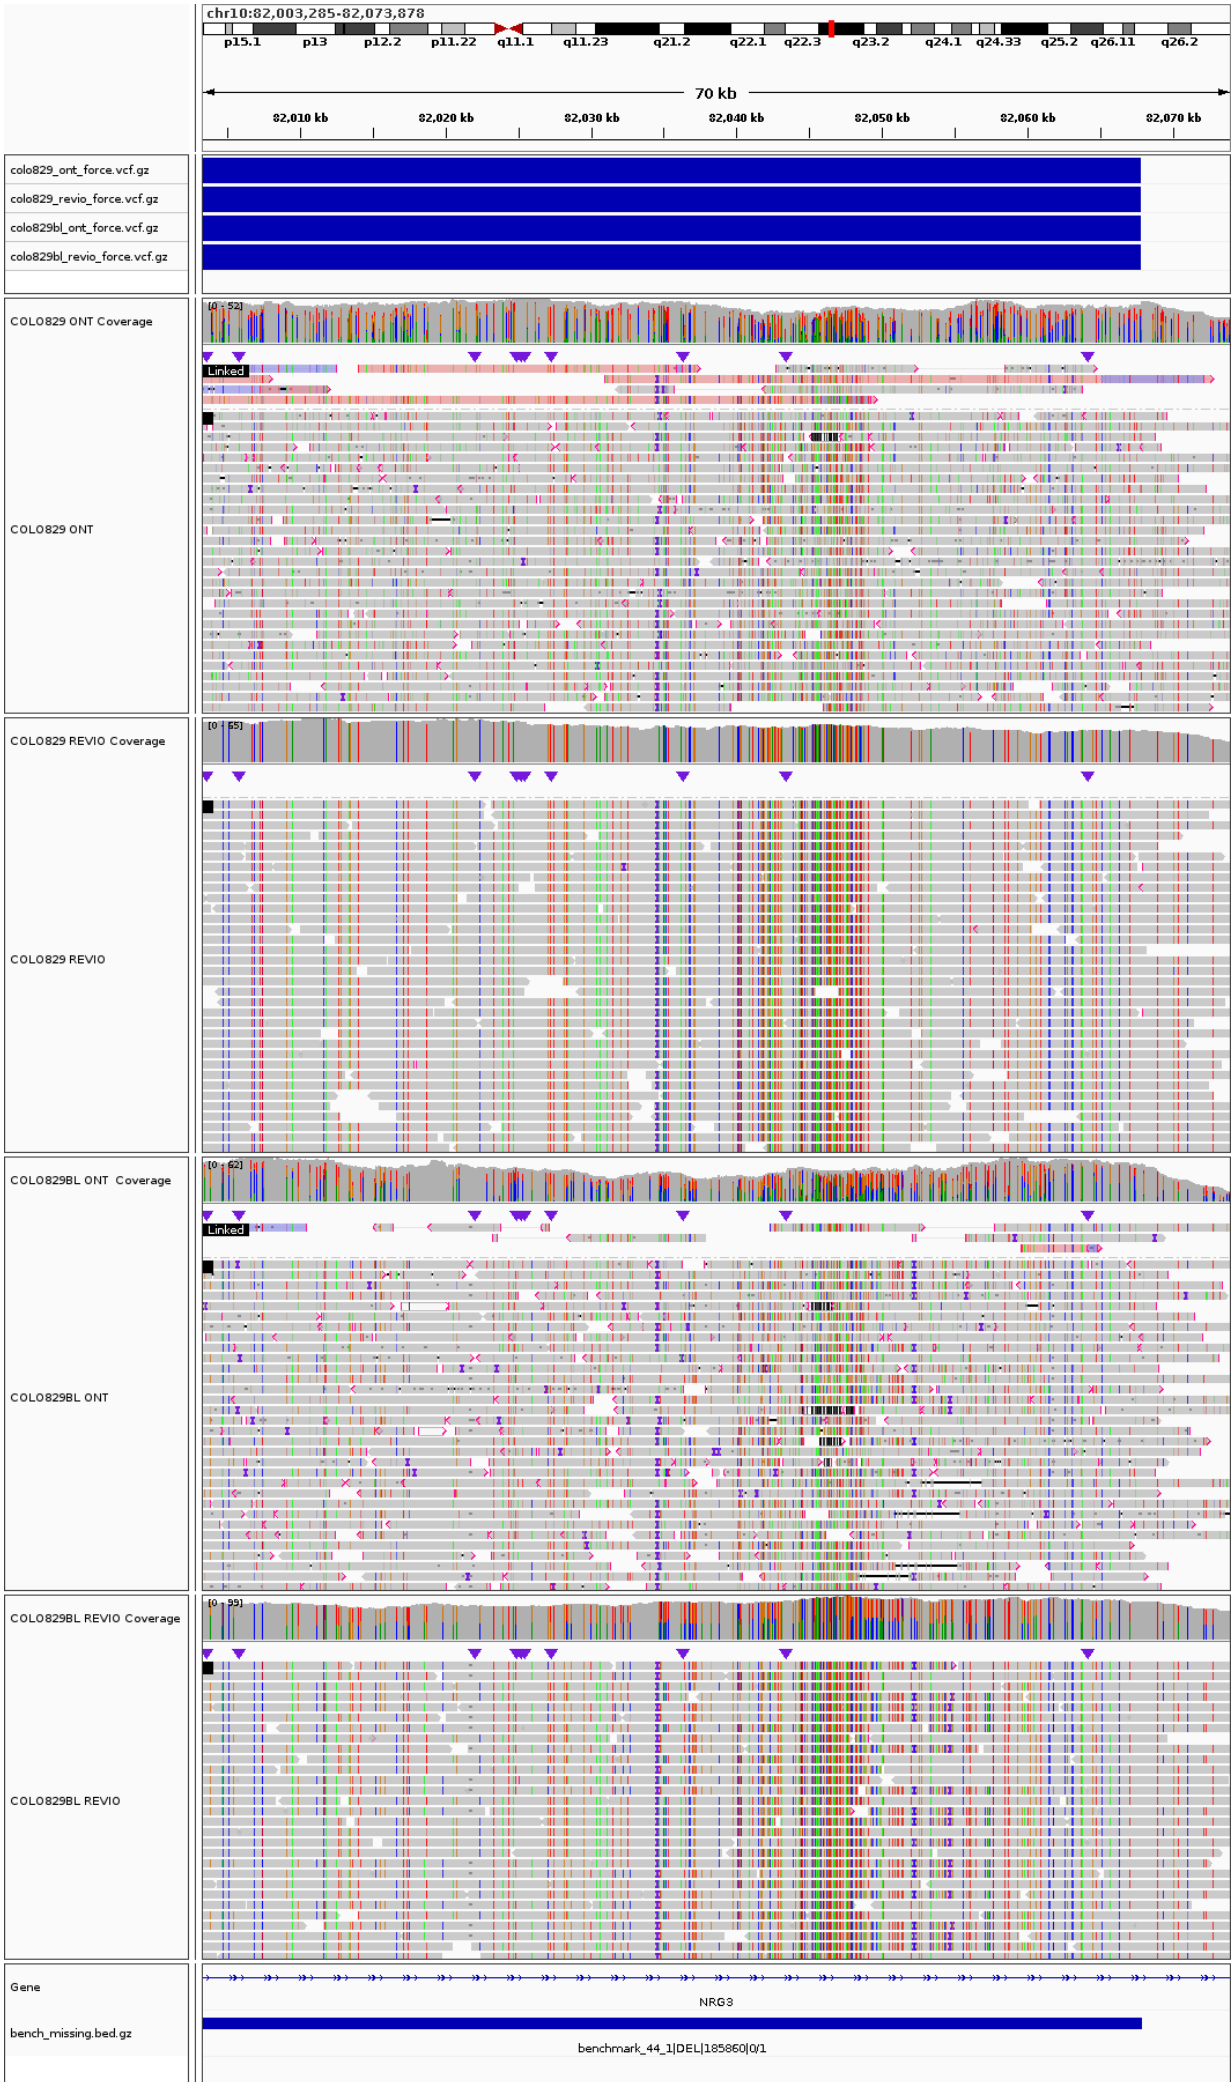 chr10:82,003,285-82,073,878
p15.1 p13 p12.2 p11.22 q11.1 q11.23 q21.2 q22.1 q22.3 q23.2 q24.1 q24.33 q25.2 q26.11 q26.2
70 kb
82,010 kb 82,020 kb 82,030 kb 82,040 kb 82,050 kb 82,060 kb 82,070 kb
colo829_ont_force.vcf.gz
colo829_revio_force.vcf.gz
colo829bl_ont_force.vcf.gz
colo829bl_revio_force.vcf.gz
[0 - 52]
COLO829 ONT Coverage
Linked
COLO829 ONT
[0 - 65]
COLO829 REVIO Coverage
COLO829 REVIO
[0 - 62]
COLO829BL ONT Coverage
Linked
COLO829BL ONT
[0 - 99]
COLO829BL REVIO Coverage
COLO829BL REVIO
Gene
NRG3
bench_missing.bed.gz
benchmark_44_1|DEL|185860|0/1